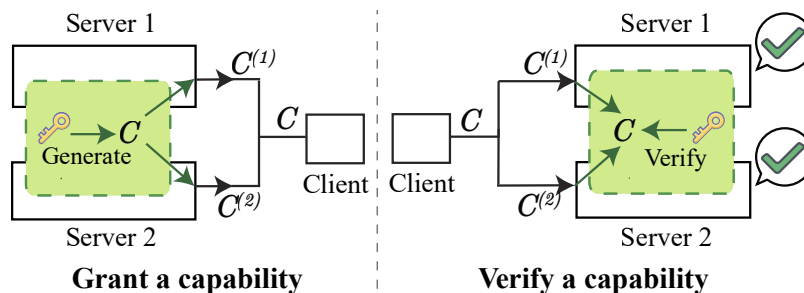 Server 1
C(1)
C
Generate
C
Client
C(2)
Server 2
Grant a capability
Server 1
C(1)
C
C
Verify
Client
C(2)
Server 2
Verify a capability